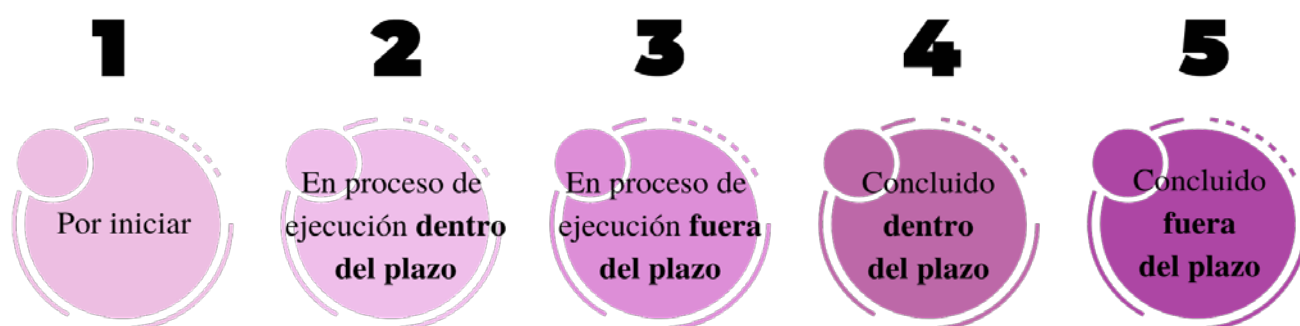 1
Por iniciar
2
En proceso de
ejecución dentro
del plazo
3
En proceso de
ejecución fuera
del plazo
4
Concluido
dentro
del plazo
5
Concluido
fuera
del plazo